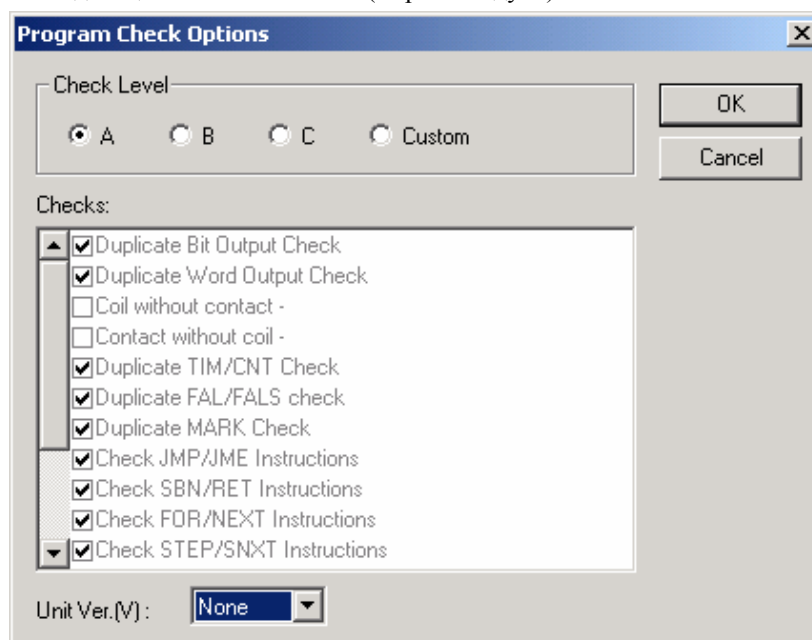 Program Check Options
Check Level
A B C Custom
OK
Cancel
Checks:
Duplicate Bit Output Check
Duplicate Word Output Check
Coil without contact -
Contact without coil -
Duplicate TIM/CNT Check
Duplicate FAL/FALS check
Duplicate MARK Check
Check JMP/JME Instructions
Check SBN/RET Instructions
Check FOR/NEXT Instructions
Check STEP/SNXT Instructions
Unit Ver.(V) : None